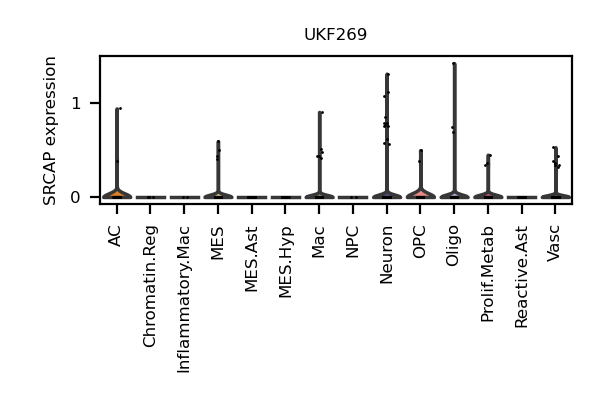 UKF269
SRCAP expression
1
0
AC
Chromatin.Reg
Inflammatory.Mac
MES
MES.Ast
MES.Hyp
Mac
NPC
Neuron
OPC
Oligo
Prolif.Metab
Reactive.Ast
Vasc